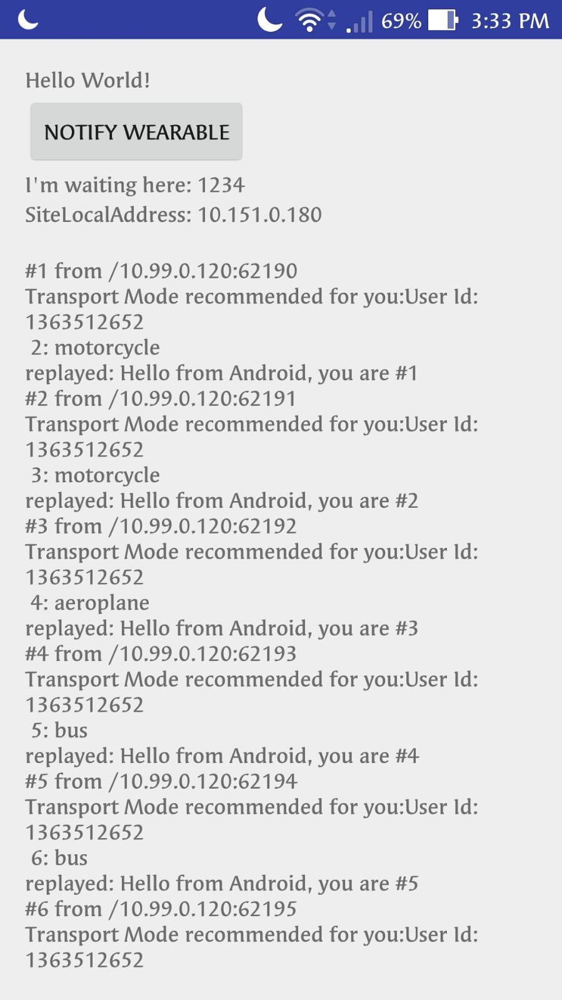 69% 3:33 PM
Hello World!
NOTIFY WEARABLE
I'm waiting here: 1234
SiteLocalAddress: 10.151.0.180
#1 from /10.99.0.120:62190
Transport Mode recommended for you:User Id:
1363512652
2: motorcycle
replayed: Hello from Android, you are #1
#2 from /10.99.0.120:62191
Transport Mode recommended for you:User Id:
1363512652
3: motorcycle
replayed: Hello from Android, you are #2
#3 from /10.99.0.120:62192
Transport Mode recommended for you:User Id:
1363512652
4: aeroplane
replayed: Hello from Android, you are #3
#4 from /10.99.0.120:62193
Transport Mode recommended for you:User Id:
1363512652
5: bus
replayed: Hello from Android, you are #4
#5 from /10.99.0.120:62194
Transport Mode recommended for you:User Id:
1363512652
6: bus
replayed: Hello from Android, you are #5
#6 from /10.99.0.120:62195
Transport Mode recommended for you:User Id:
1363512652